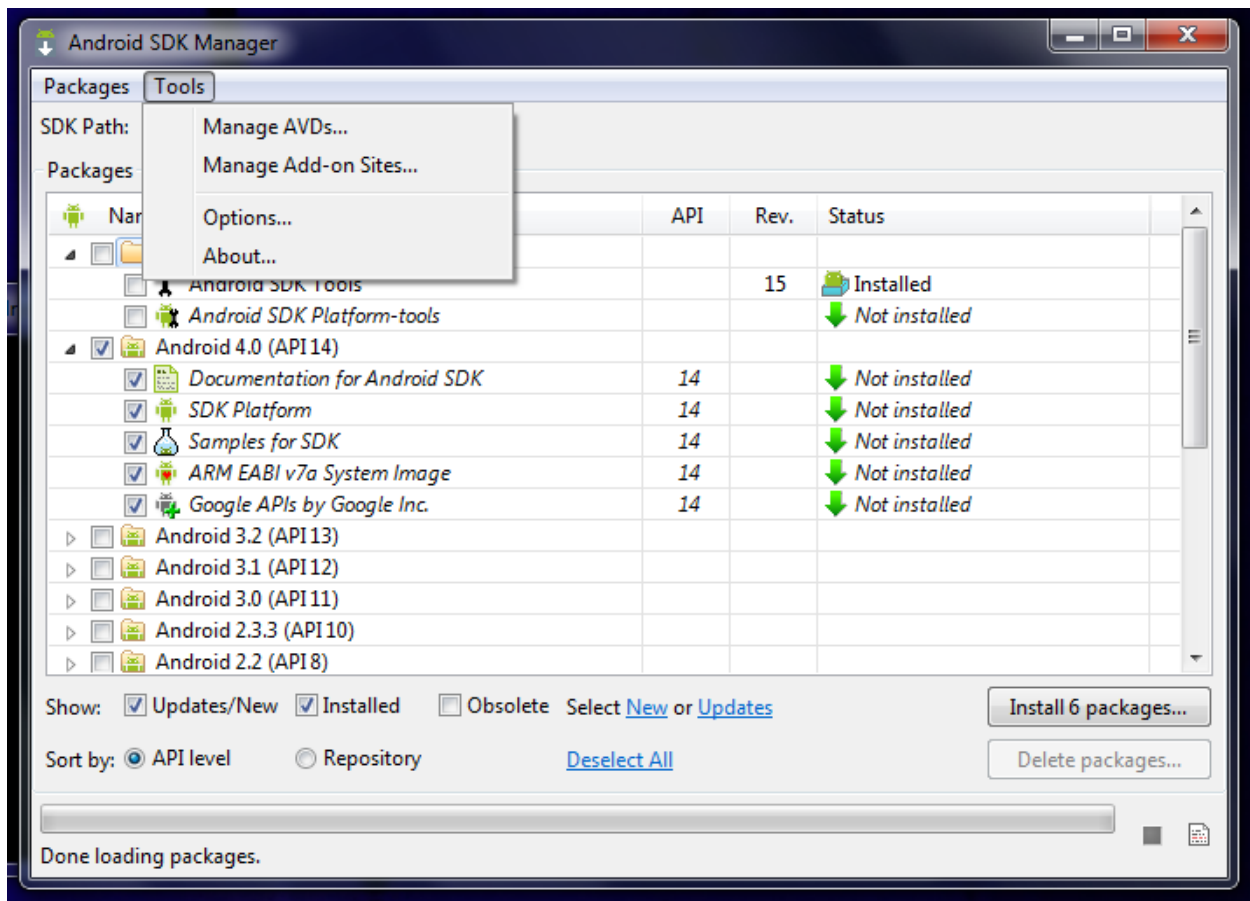 Android SDK Manager
Packages Tools
SDK Path:
Manage AVDs...
Manage Add-on Sites...
Options...
About...
Packages
API Rev. Status
Android SDK Tools 15 Installed
Android SDK Platform-tools Not installed
Android 4.0 (API 14)
Documentation for Android SDK 14 Not installed
SDK Platform 14 Not installed
Samples for SDK 14 Not installed
ARM EABI v7a System Image 14 Not installed
Google APIs by Google Inc. 14 Not installed
Android 3.2 (API 13)
Android 3.1 (API 12)
Android 3.0 (API 11)
Android 2.3.3 (API 10)
Android 2.2 (API 8)
Show: Updates/New Installed Obsolete Select New or Updates Install 6 packages...
Sort by: API level Repository Deselect All Delete packages...
Done loading packages.